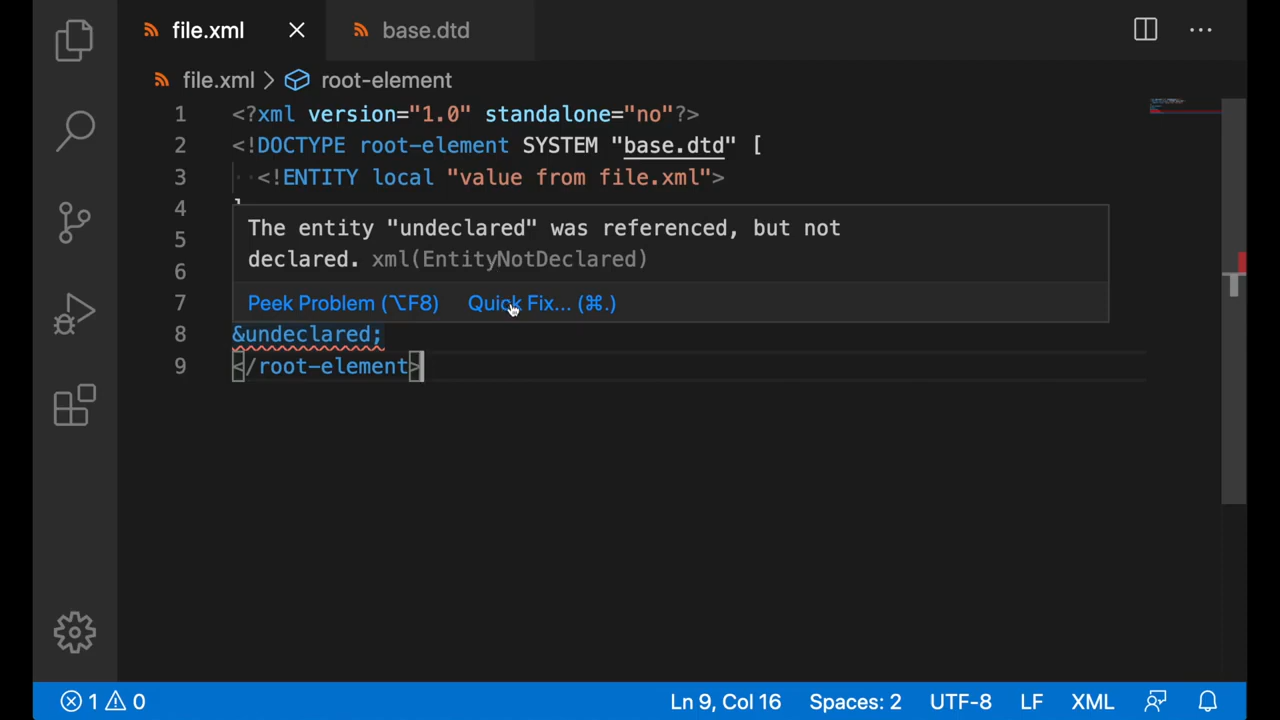 file.xml
base.dtd
file.xml > root-element
1 <?xml version="1.0" standalone="no"?>
2 <!DOCTYPE root-element SYSTEM "base.dtd" [
3 <!ENTITY local "value from file.xml">
4
5
6
7
The entity "undeclared" was referenced, but not
declared. xml(EntityNotDeclared)
Peek Problem (⌥F8) Quick Fix... (⌘.)
8 &undeclared;
9 </root-element>
1 0 Ln 9, Col 16 Spaces: 2 UTF-8 LF XML